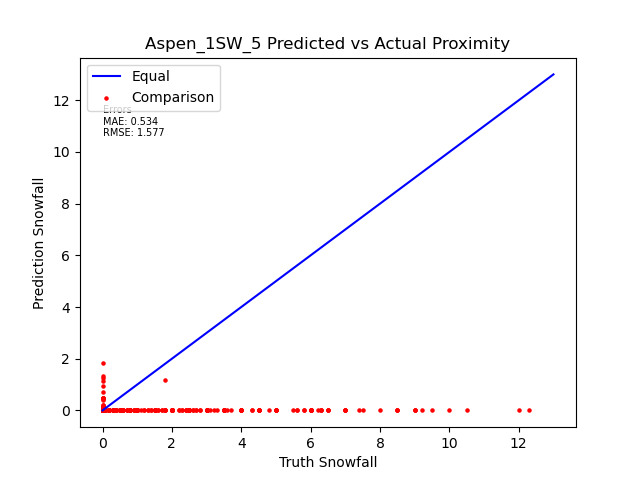 Aspen_1SW_5 Predicted vs Actual Proximity
Equal
Comparison
Errors
MAE: 0.534
RMSE: 1.577
12
10
8
6
4
2
0
Prediction Snowfall
0 2 4 6 8 10 12
Truth Snowfall